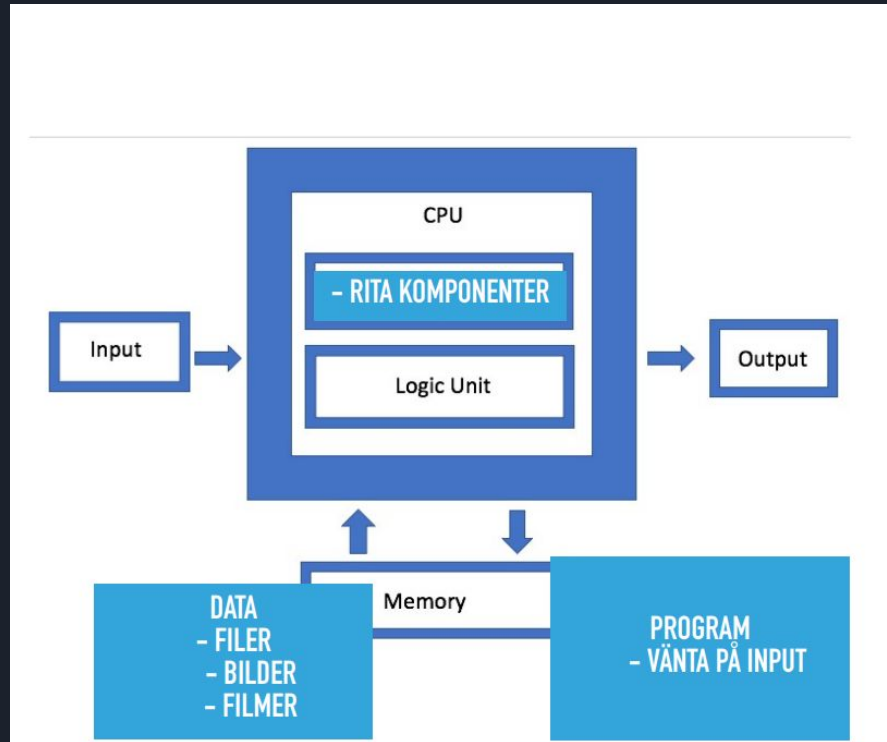 CPU
- RITA KOMPONENTER
Input
Logic Unit
Output
Memory
DATA
- FILER
- BILDER
- FILMER
PROGRAM
- VÄNTA PÅ INPUT